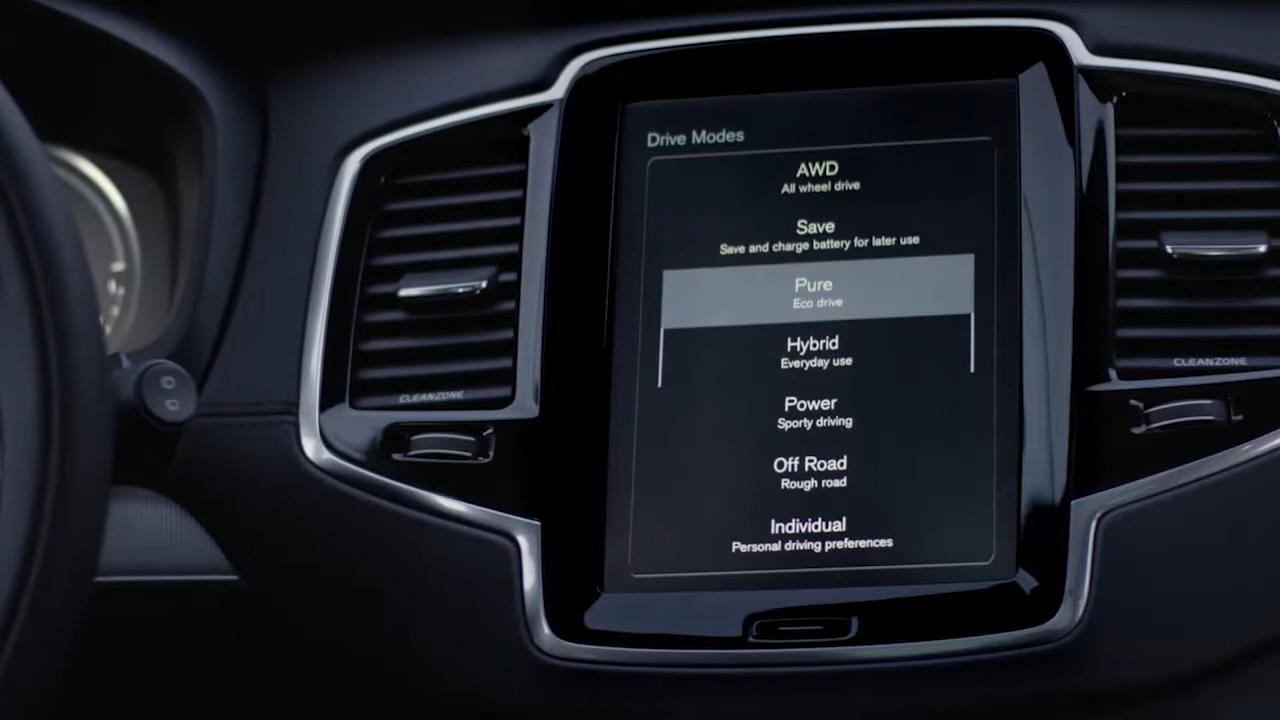 Drive Modes
AWD
All wheel drive
Save
Save and charge battery for later use
Pure
Eco drive
Hybrid
Everyday use
Power
Sporty driving
Off Road
Rough road
Individual
Personal driving preferences
CLEANZONE
CLEANZONE